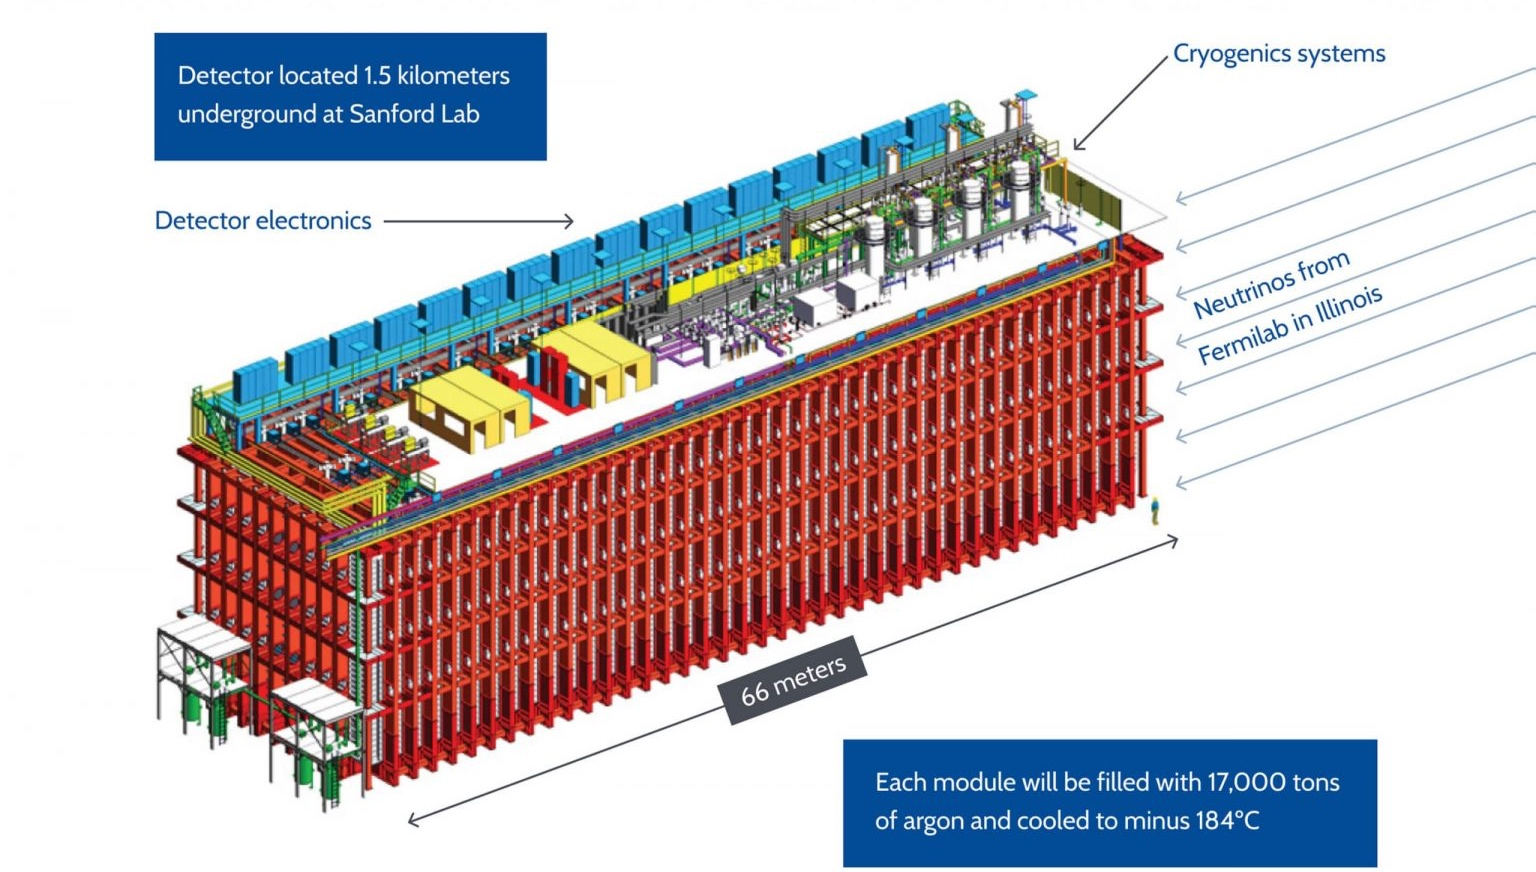 Detector located 1.5 kilometers
underground at Sanford Lab
Cryogenics systems
Detector electronics
Neutrinos from
Fermilab in Illinois
66 meters
Each module will be filled with 17,000 tons
of argon and cooled to minus 184°C